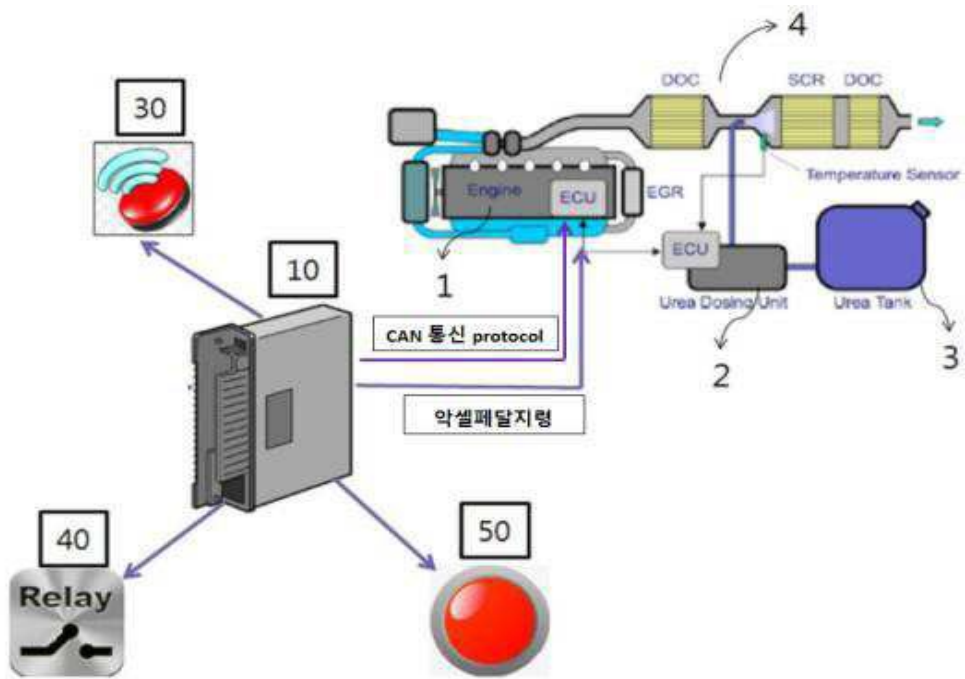 4
DOC
SCR
DOC
30
Temperature Sensor
Engine
ECU
EGR
10
ECU
1
Urea Dosing Unit
Urea Tank
CAN 통신 protocol
2
3
악셀페달지령
40
50
Relay